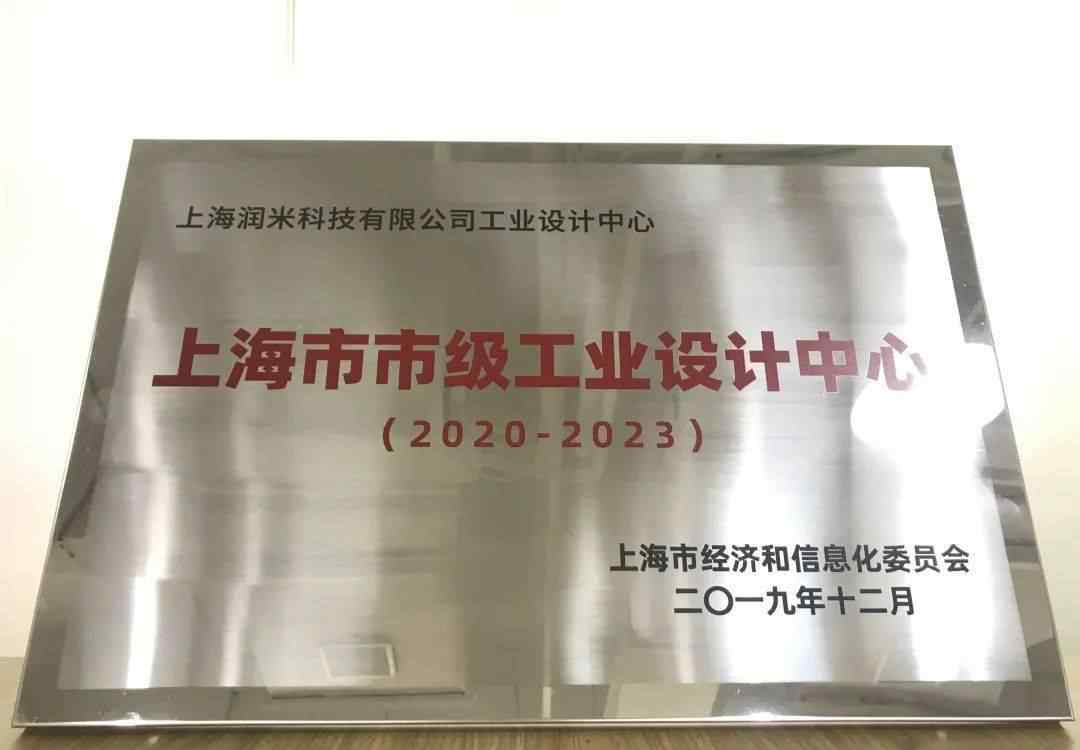 上海润米科技有限公司工业设计中心
上海市市级工业设计中心
(2020-2023)
上海市经济和信息化委员会
二〇一九年十二月